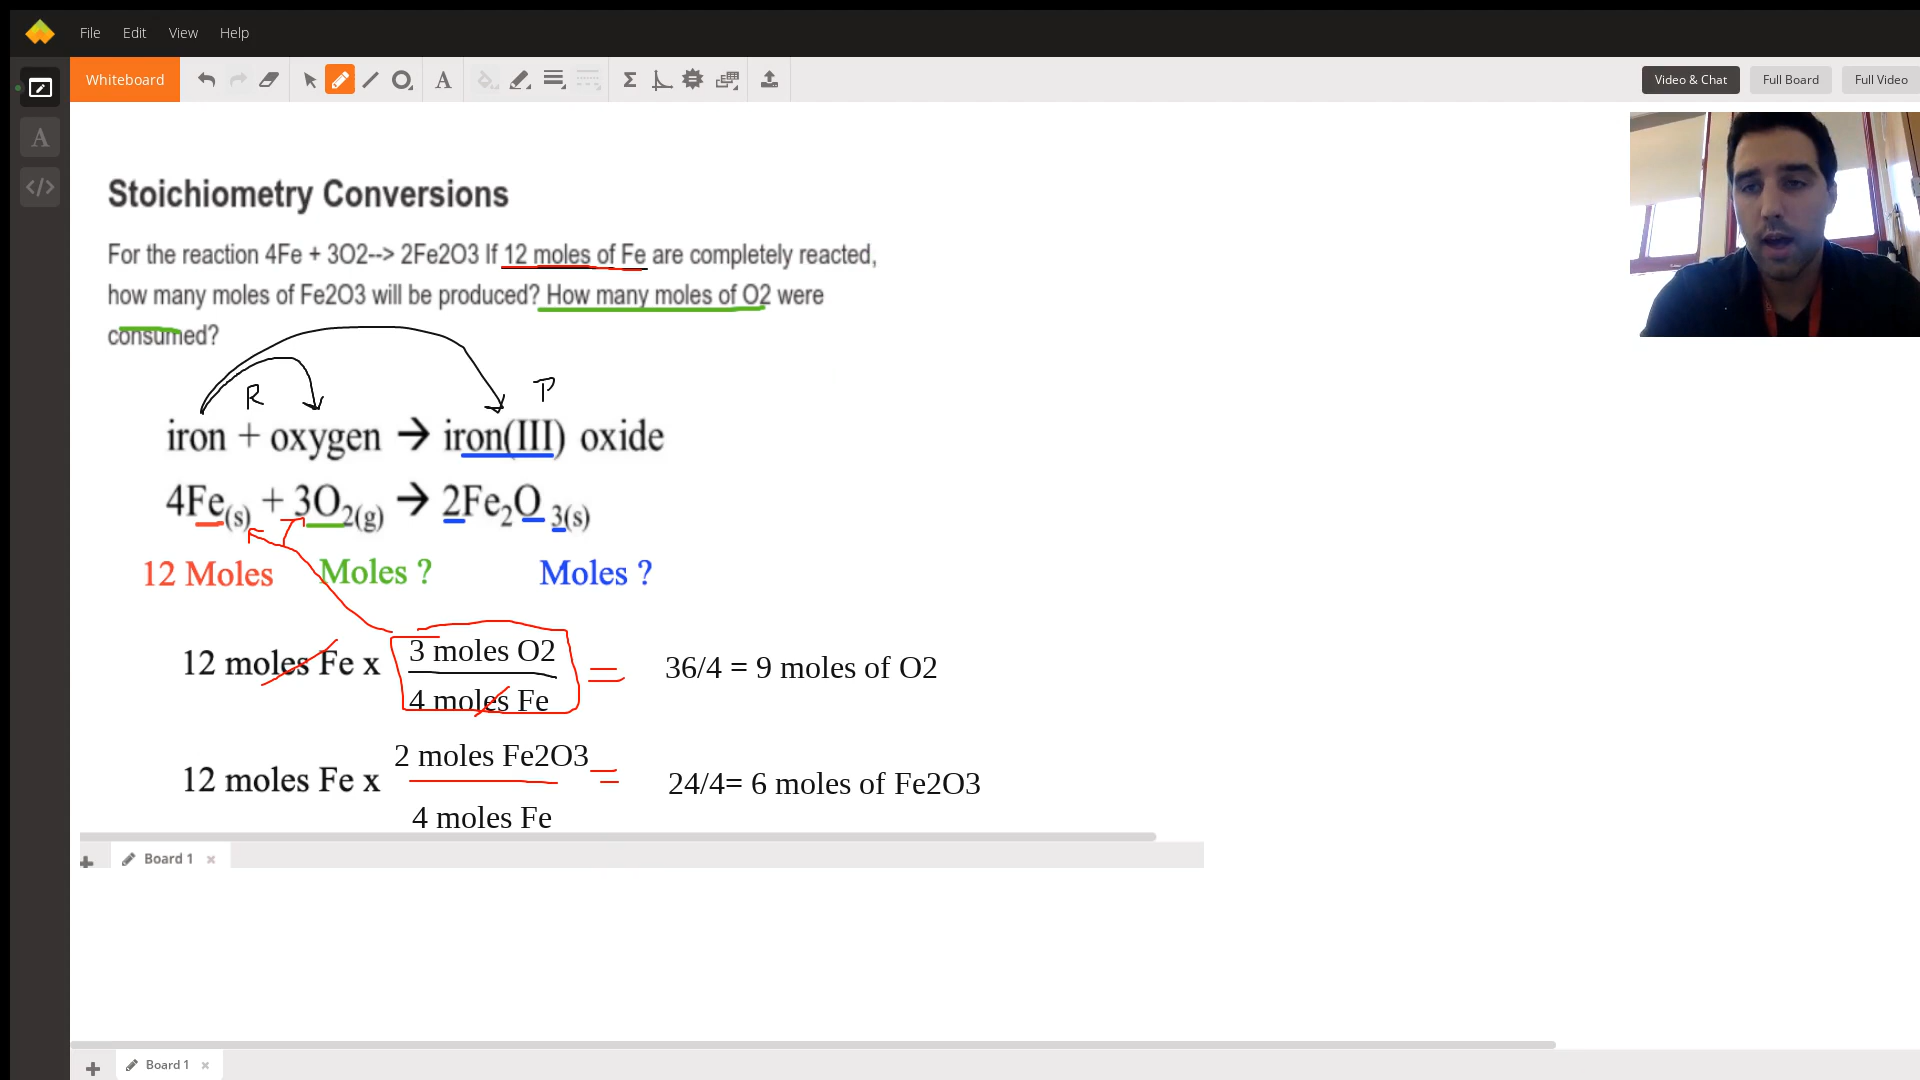 File Edit View Help
Whiteboard
Video & Chat Full Board Full Video
Stoichiometry Conversions
For the reaction 4Fe + 3O2--> 2Fe2O3 If 12 moles of Fe are completely reacted,
how many moles of Fe2O3 will be produced? How many moles of O2 were
consumed?
R P
iron + oxygen → iron(III) oxide
4Fe(s) + 3O2(g) → 2Fe2O3(s)
12 Moles Moles ? Moles ?
3 moles O2
12 moles Fe x = 36/4 = 9 moles of O2
4 moles Fe
2 moles Fe2O3
12 moles Fe x = 24/4= 6 moles of Fe2O3
4 moles Fe
Board 1
Board 1